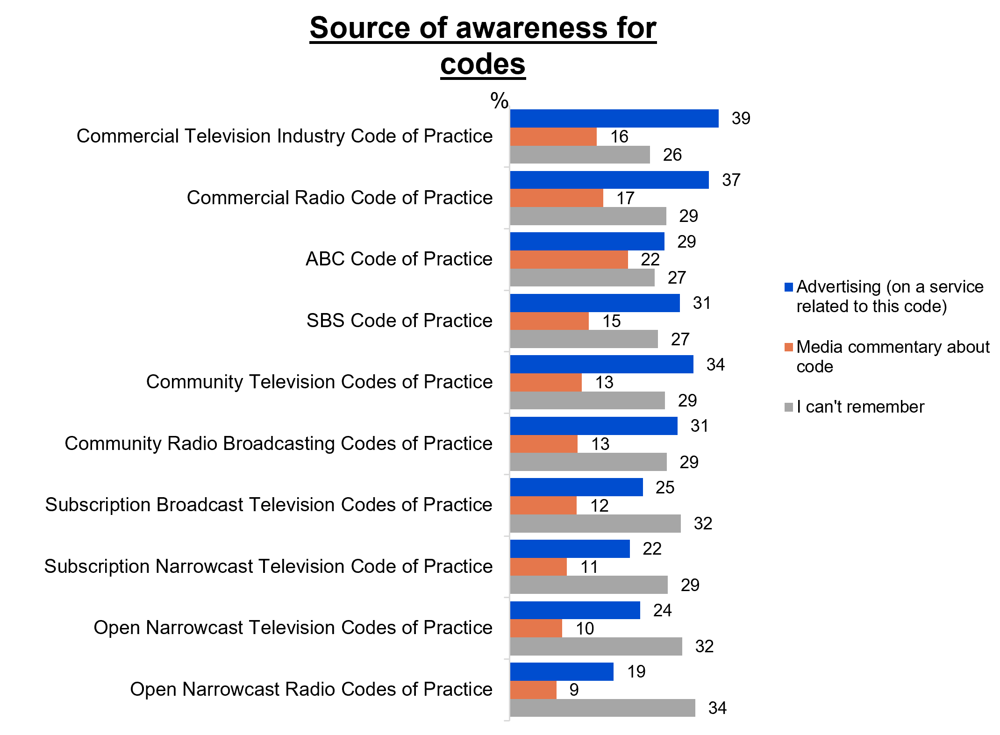 Source of awareness for
codes
%
Commercial Television Industry Code of Practice
39
16
26
Commercial Radio Code of Practice
37
17
29
ABC Code of Practice
29
22
27
SBS Code of Practice
31
15
27
Community Television Codes of Practice
34
13
29
Community Radio Broadcasting Codes of Practice
31
13
29
Subscription Broadcast Television Codes of Practice
25
12
32
Subscription Narrowcast Television Code of Practice
22
11
29
Open Narrowcast Television Codes of Practice
24
10
32
Open Narrowcast Radio Codes of Practice
19
9
34
Advertising (on a service
related to this code)
Media commentary about
code
I can't remember